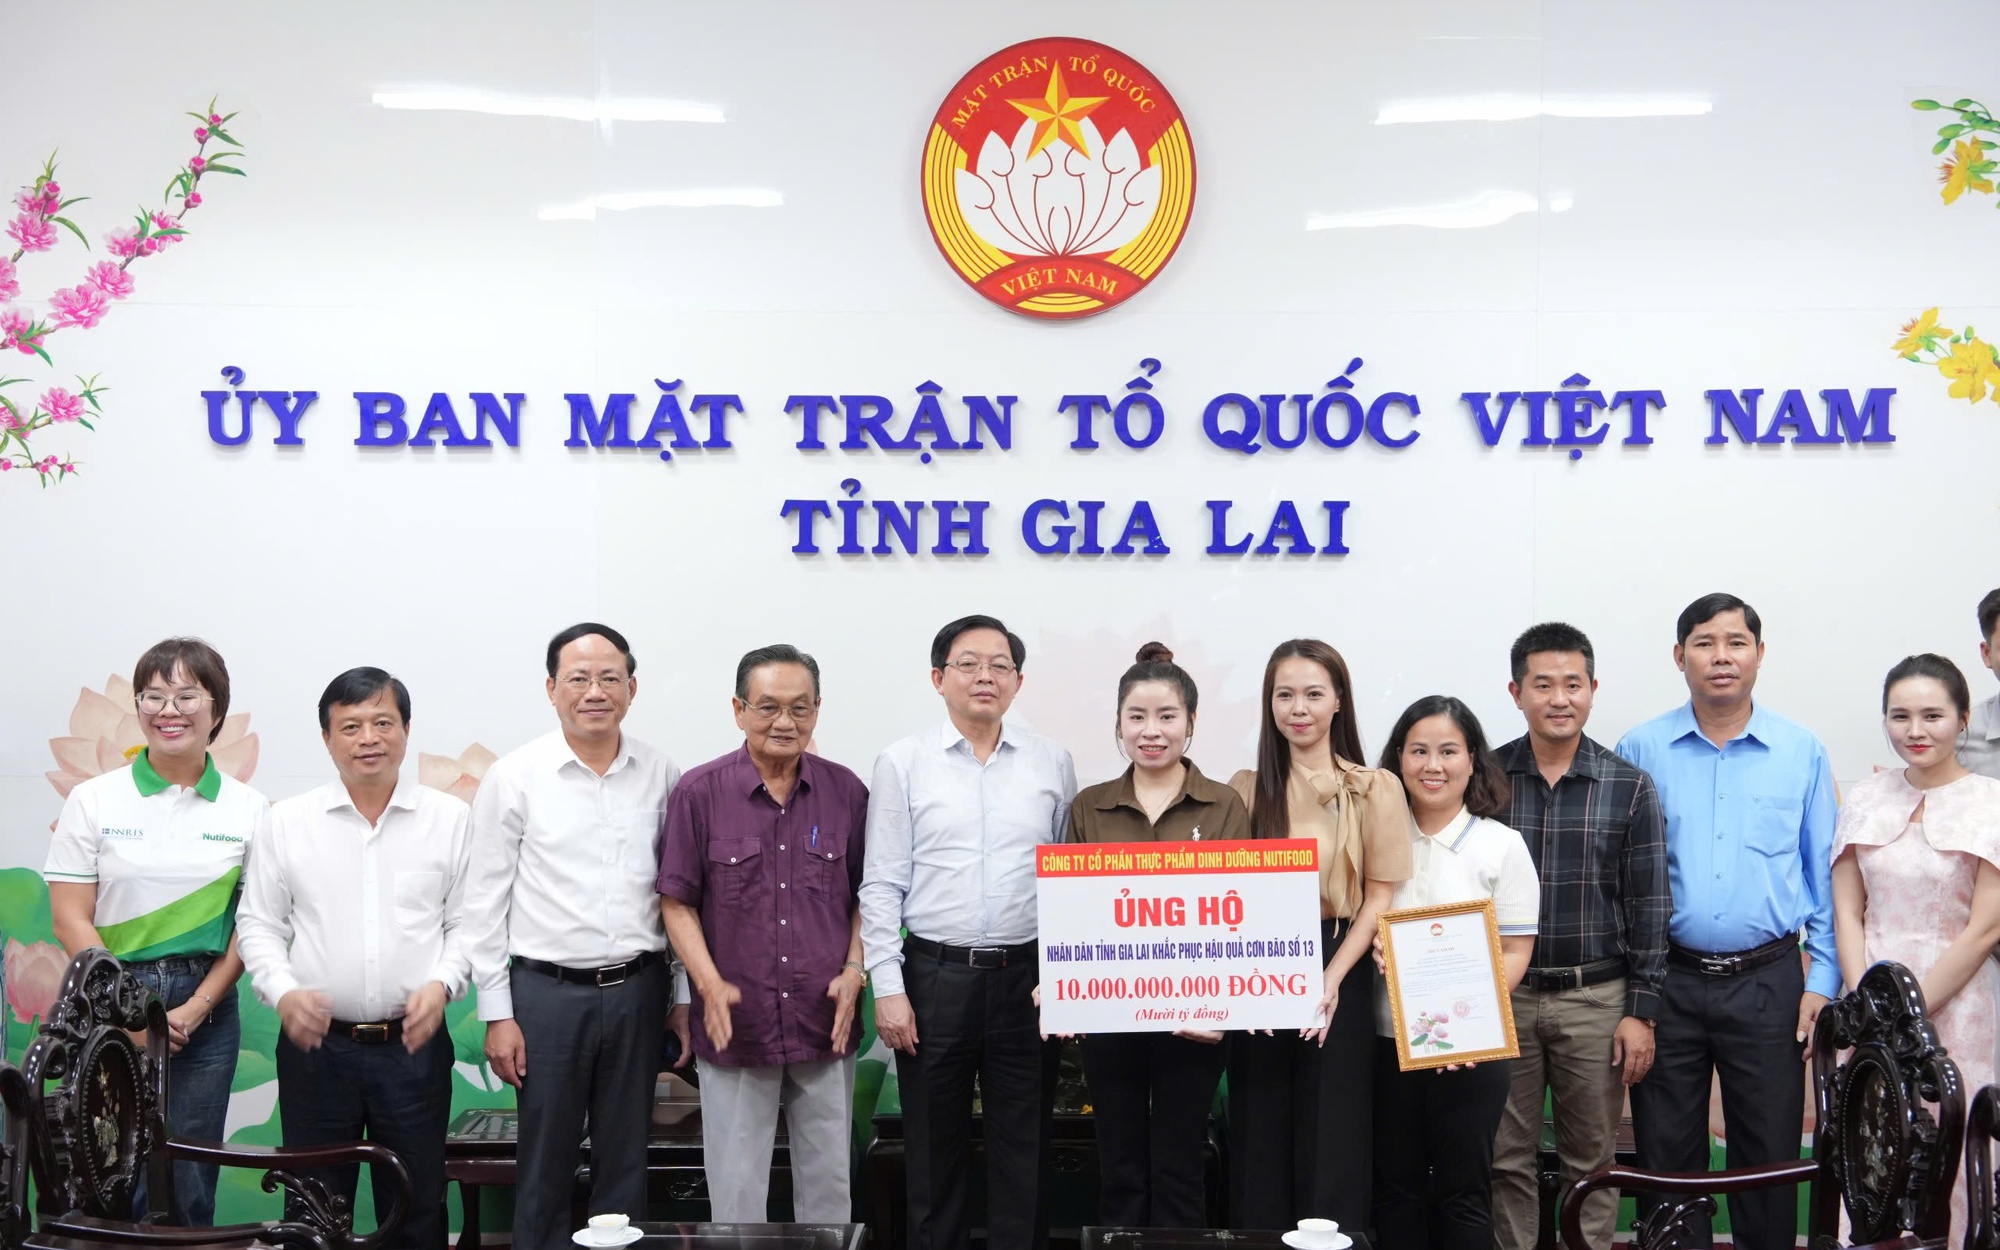 MẶT TRẬN TỔ QUỐC
VIỆT NAM
ỦY BAN MẶT TRẬN TỔ QUỐC VIỆT NAM
TỈNH GIA LAI
NNRIS
Nutifood
CÔNG TY CỔ PHẦN THỰC PHẨM DINH DƯỠNG NUTIFOOD
ỦNG HỘ
NHÂN DÂN TỈNH GIA LAI KHẮC PHỤC HẬU QUẢ CƠN BÃO SỐ 13
10.000.000.000 ĐỒNG
(Mười tỷ đồng)